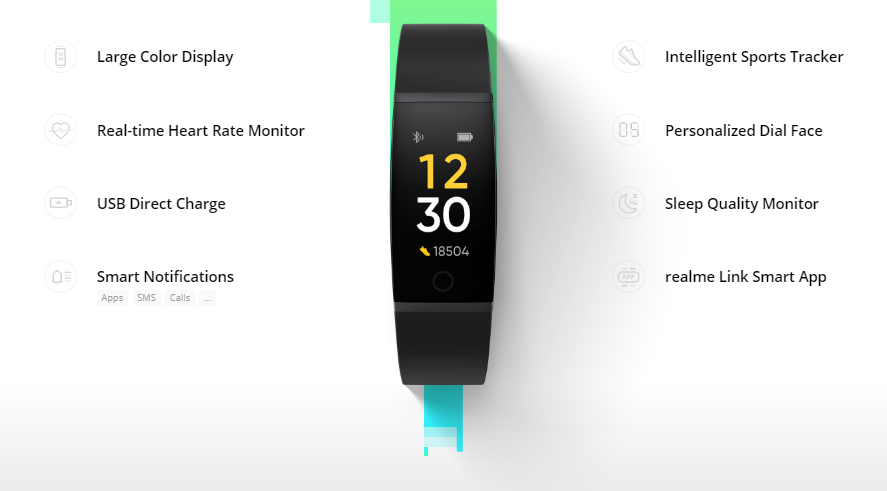 Large Color Display
Real-time Heart Rate Monitor
USB Direct Charge
Smart Notifications
Apps SMS Calls ...
12
30
18504
Intelligent Sports Tracker
Personalized Dial Face
Sleep Quality Monitor
realme Link Smart App
APP